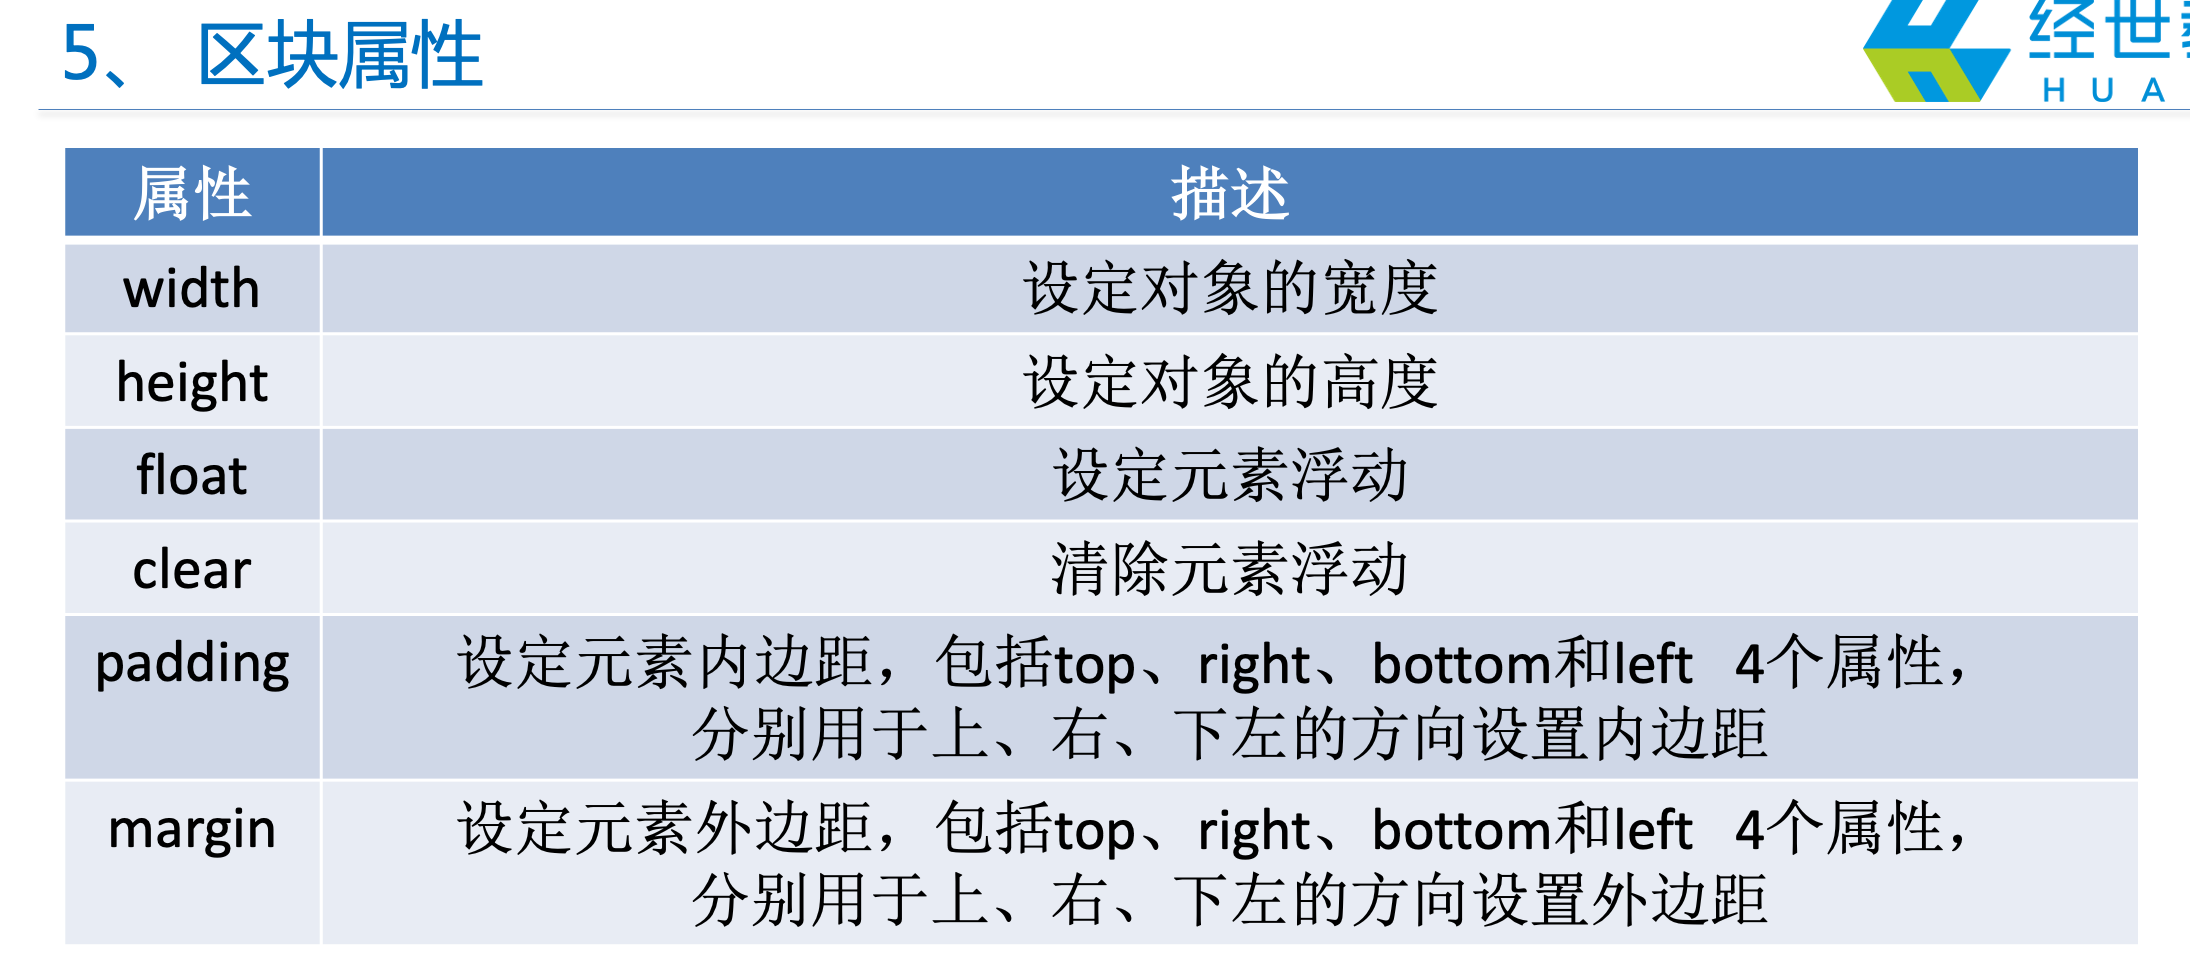 5、 区块属性
经世
HUA
属性 描述
width 设定对象的宽度
height 设定对象的高度
float 设定元素浮动
clear 清除元素浮动
padding 设定元素内边距，包括top、right、bottom和left 4个属性，
分别用于上、右、下左的方向设置内边距
margin 设定元素外边距，包括top、right、bottom和left 4个属性，
分别用于上、右、下左的方向设置外边距